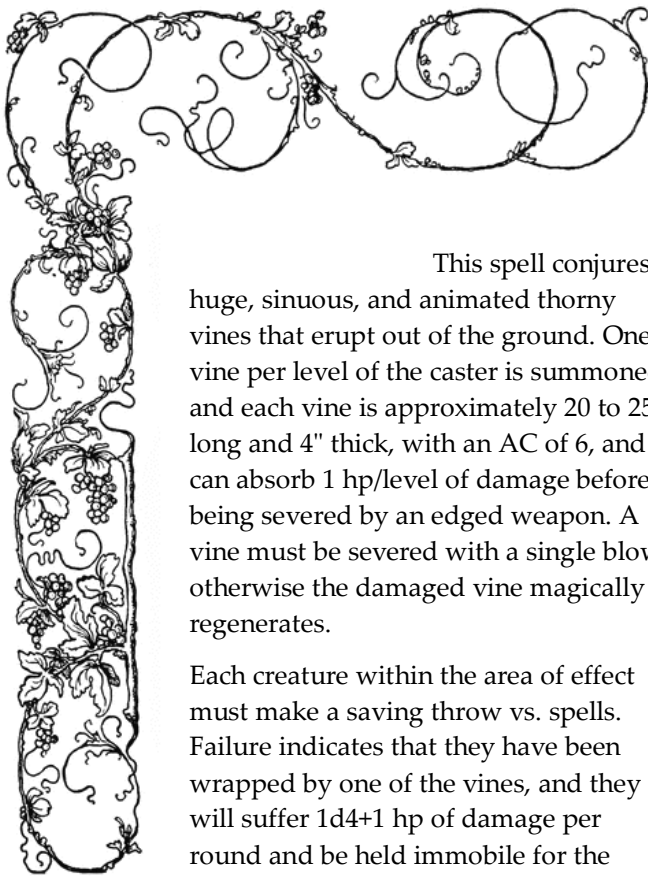 This spell conjures
huge, sinuous, and animated thorny
vines that erupt out of the ground. One
vine per level of the caster is summone
and each vine is approximately 20 to 25
long and 4" thick, with an AC of 6, and
can absorb 1 hp/level of damage before
being severed by an edged weapon. A
vine must be severed with a single blow
otherwise the damaged vine magically
regenerates.
Each creature within the area of effect
must make a saving throw vs. spells.
Failure indicates that they have been
wrapped by one of the vines, and they
will suffer 1d4+1 hp of damage per
round and be held immobile for the